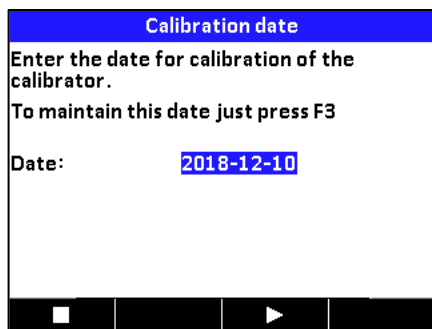 Calibration date
Enter the date for calibration of the
calibrator.
To maintain this date just press F3
Date: 2018-12-10